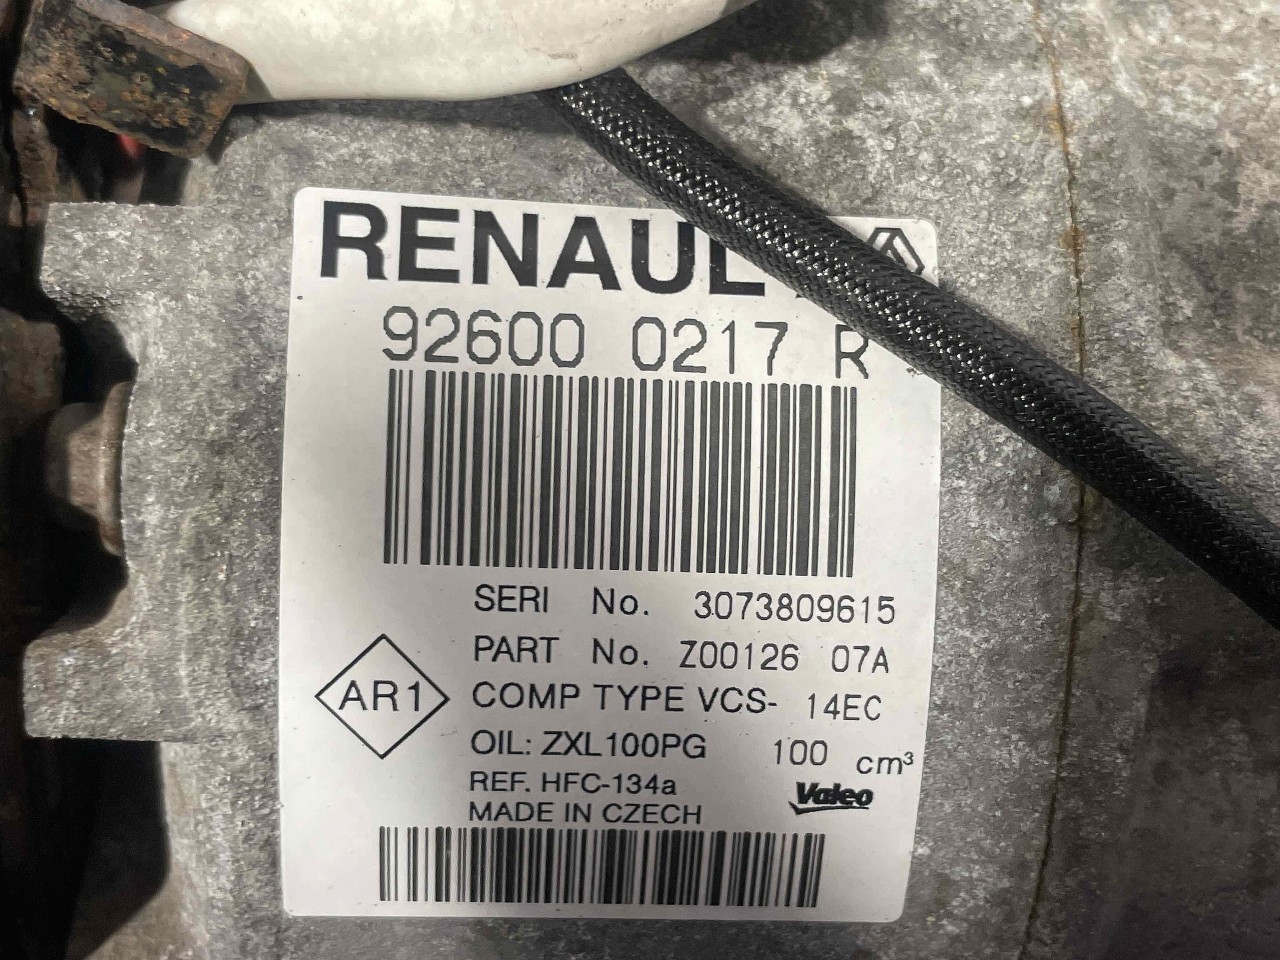 RENAUL
92600 0217 R
SERI No. 3073809615
PART No. Z00126 07A
AR1
COMP TYPE VCS- 14EC
OIL: ZXL100PG 100 cm³
REF. HFC-134a
Valeo
MADE IN CZECH